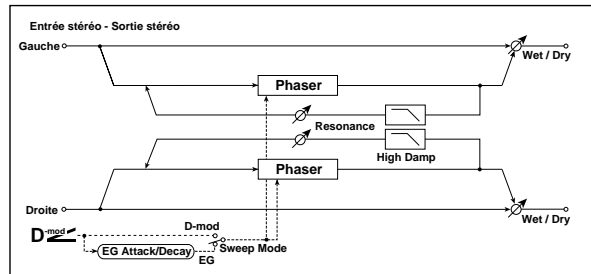 Entrée stéréo - Sortie stéréo
Gauche
Wet / Dry
Phaser
Resonance
High Damp
Phaser
Droite
Wet / Dry
D-mod
D-mod
EG Attack/Decay
EG
Sweep Mode